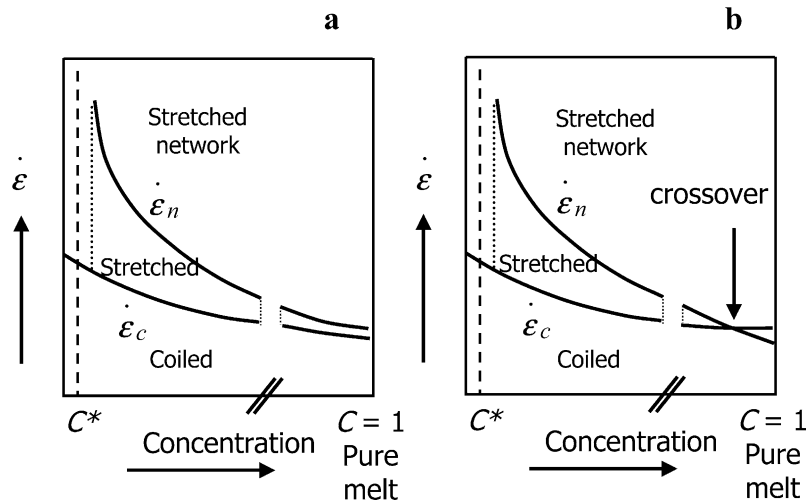 a
Stretched
network
ε̇
ε̇n
Stretched
ε̇c
Coiled
C*
C = 1
Concentration
Pure
melt
b
Stretched
network
ε̇
ε̇n
crossover
Stretched
ε̇c
Coiled
C*
C = 1
Concentration
Pure
melt